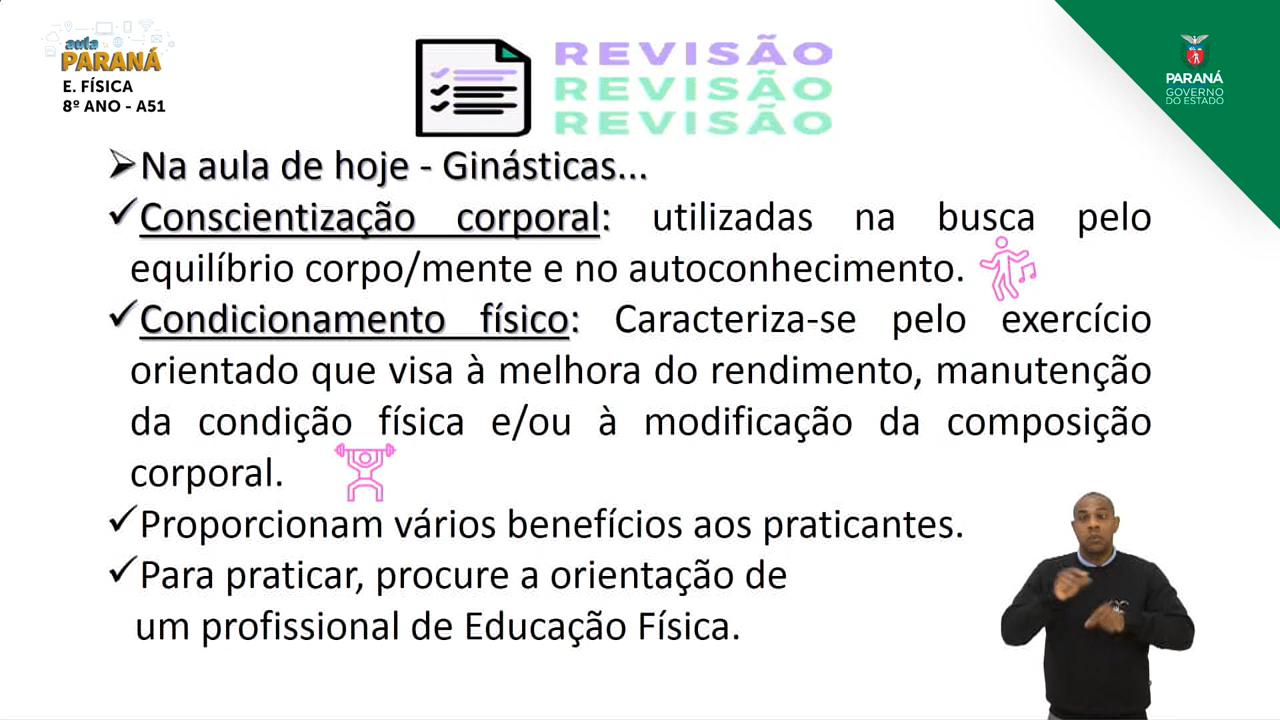 aula
PARANÁ
E. FÍSICA
8º ANO - A51
REVISÃO
REVISÃO
REVISÃO
PARANÁ
GOVERNO
DO ESTADO
➢Na aula de hoje - Ginásticas...
✓Conscientização corporal: utilizadas na busca pelo
equilíbrio corpo/mente e no autoconhecimento.
✓Condicionamento físico: Caracteriza-se pelo exercício
orientado que visa à melhora do rendimento, manutenção
da condição física e/ou à modificação da composição
corporal.
✓Proporcionam vários benefícios aos praticantes.
✓Para praticar, procure a orientação de
um profissional de Educação Física.